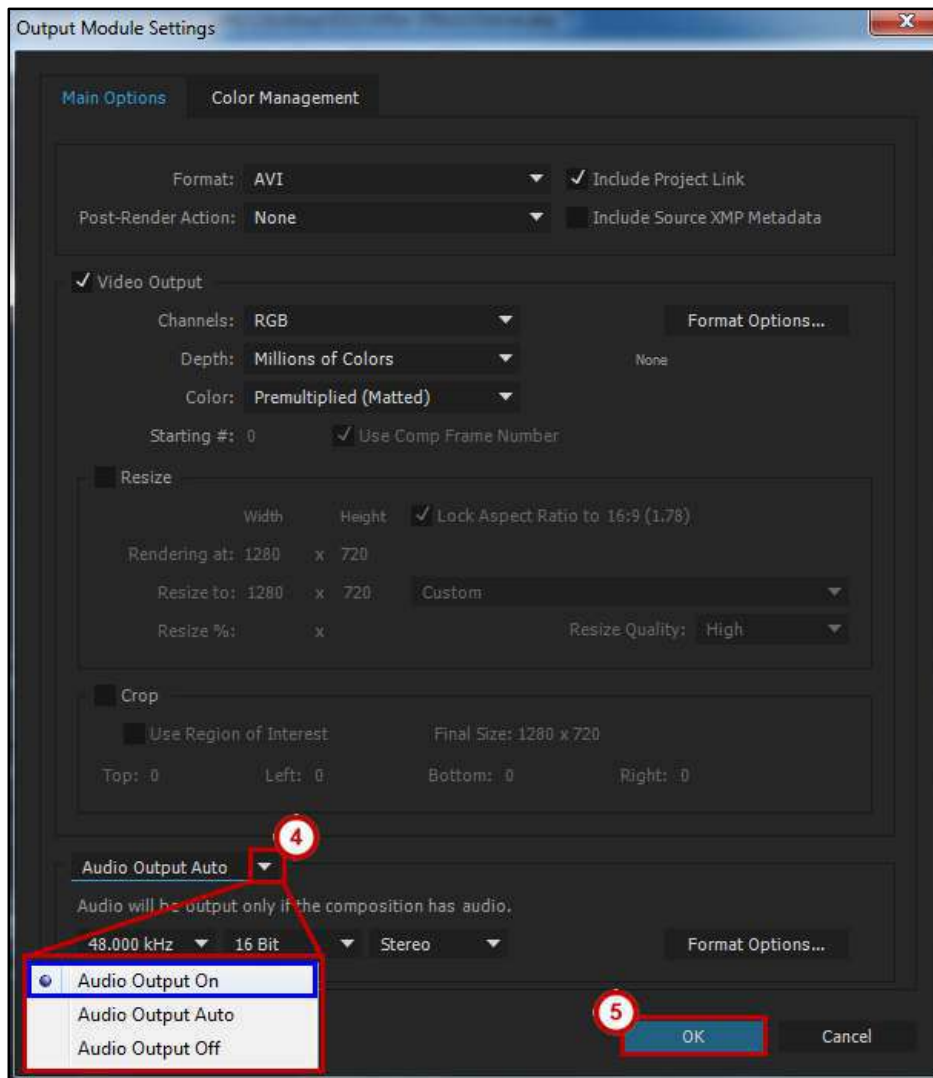 Output Module Settings
Main Options Color Management
Format: AVI Include Project Link
Post-Render Action: None Include Source XMP Metadata
Video Output
Channels: RGB Format Options...
Depth: Millions of Colors None
Color: Premultiplied (Matted)
Starting #: 0 Use Comp Frame Number
Resize
Width Height Lock Aspect Ratio to 16:9 (1.78)
Rendering at: 1280 x 720
Resize to: 1280 x 720 Custom
Resize %: x Resize Quality: High
Crop
Use Region of Interest Final Size: 1280 x 720
Top: 0 Left: 0 Bottom: 0 Right: 0
4
Audio Output Auto
Audio will be output only if the composition has audio.
48.000 kHz 16 Bit Stereo Format Options...
Audio Output On
Audio Output Auto
Audio Output Off
5
OK Cancel